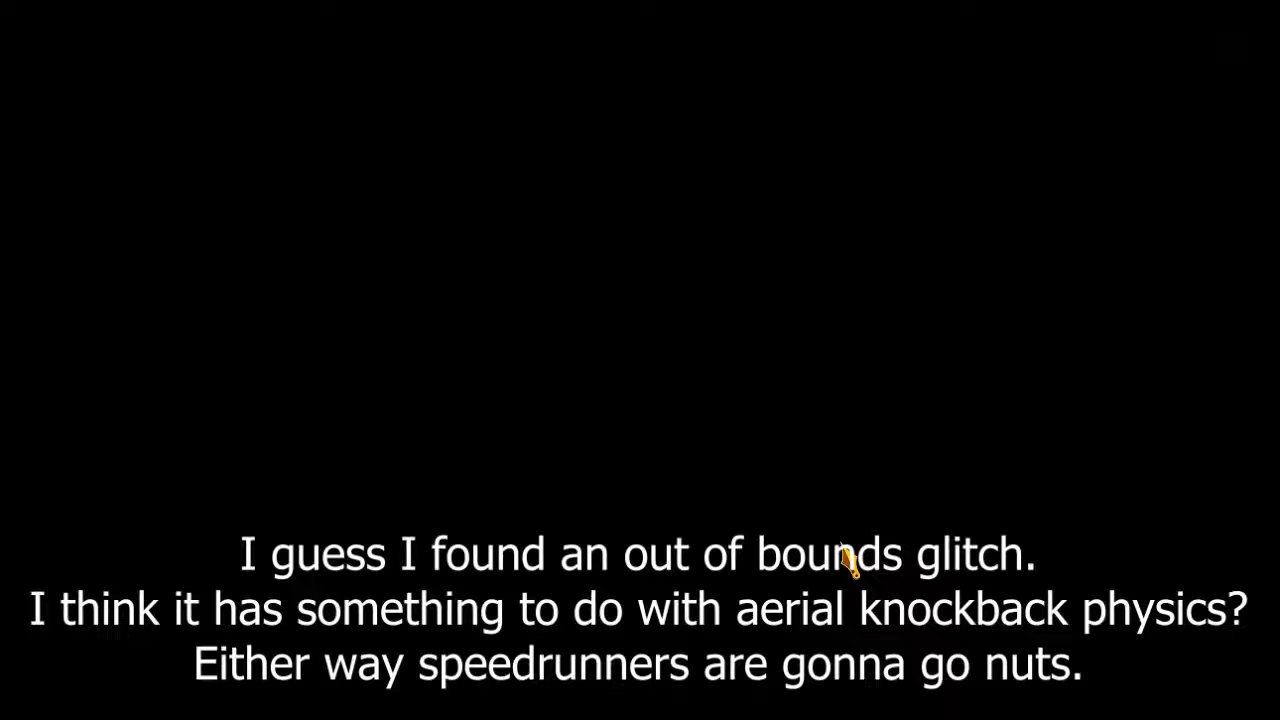 I guess I found an out of bounds glitch.
I think it has something to do with aerial knockback physics?
Either way speedrunners are gonna go nuts.